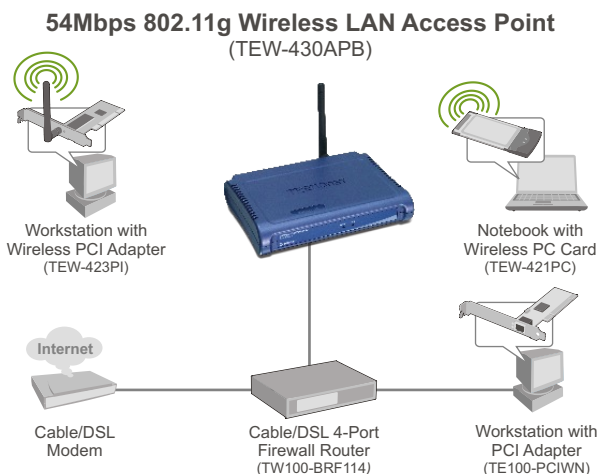 54Mbps 802.11g Wireless LAN Access Point
(TEW-430APB)
Workstation with
Wireless PCI Adapter
(TEW-423PI)
Notebook with
Wireless PC Card
(TEW-421PC)
Internet
Cable/DSL
Modem
Cable/DSL 4-Port
Firewall Router
(TW100-BRF114)
Workstation with
PCI Adapter
(TE100-PCIWN)